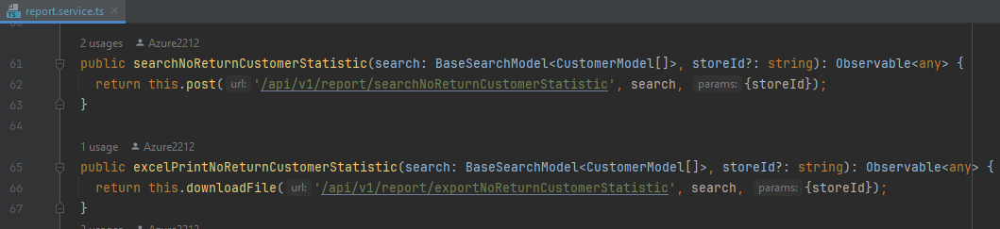 report.service.ts
2 usages Azure2212
61 public searchNoReturnCustomerStatistic(search: BaseSearchModel<CustomerModel[]>, storeId?: string): Observable<any> {
62 return this.post( url: '/api/v1/report/searchNoReturnCustomerStatistic', search, params: {storeId});
63 }
64
1 usage Azure2212
65 public excelPrintNoReturnCustomerStatistic(search: BaseSearchModel<CustomerModel[]>, storeId?: string): Observable<any> {
66 return this.downloadFile( url: '/api/v1/report/exportNoReturnCustomerStatistic', search, params: {storeId});
67 }